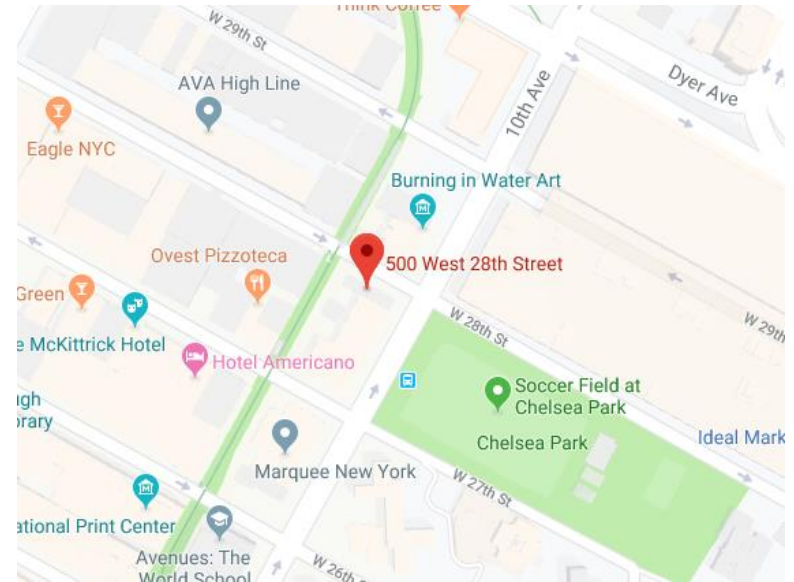 Think Coffee
W 29th St
AVA High Line
10th Ave
Dyer Ave
Eagle NYC
Burning in Water Art
Ovest Pizzoteca
500 West 28th Street
Green
W 28th St
W 29th
e McKittrick Hotel
Hotel Americano
Soccer Field at
Chelsea Park
ugh
orary
Chelsea Park
Ideal Mark
Marquee New York
W 27th St
ational Print Center
Avenues: The
World School
W 26th